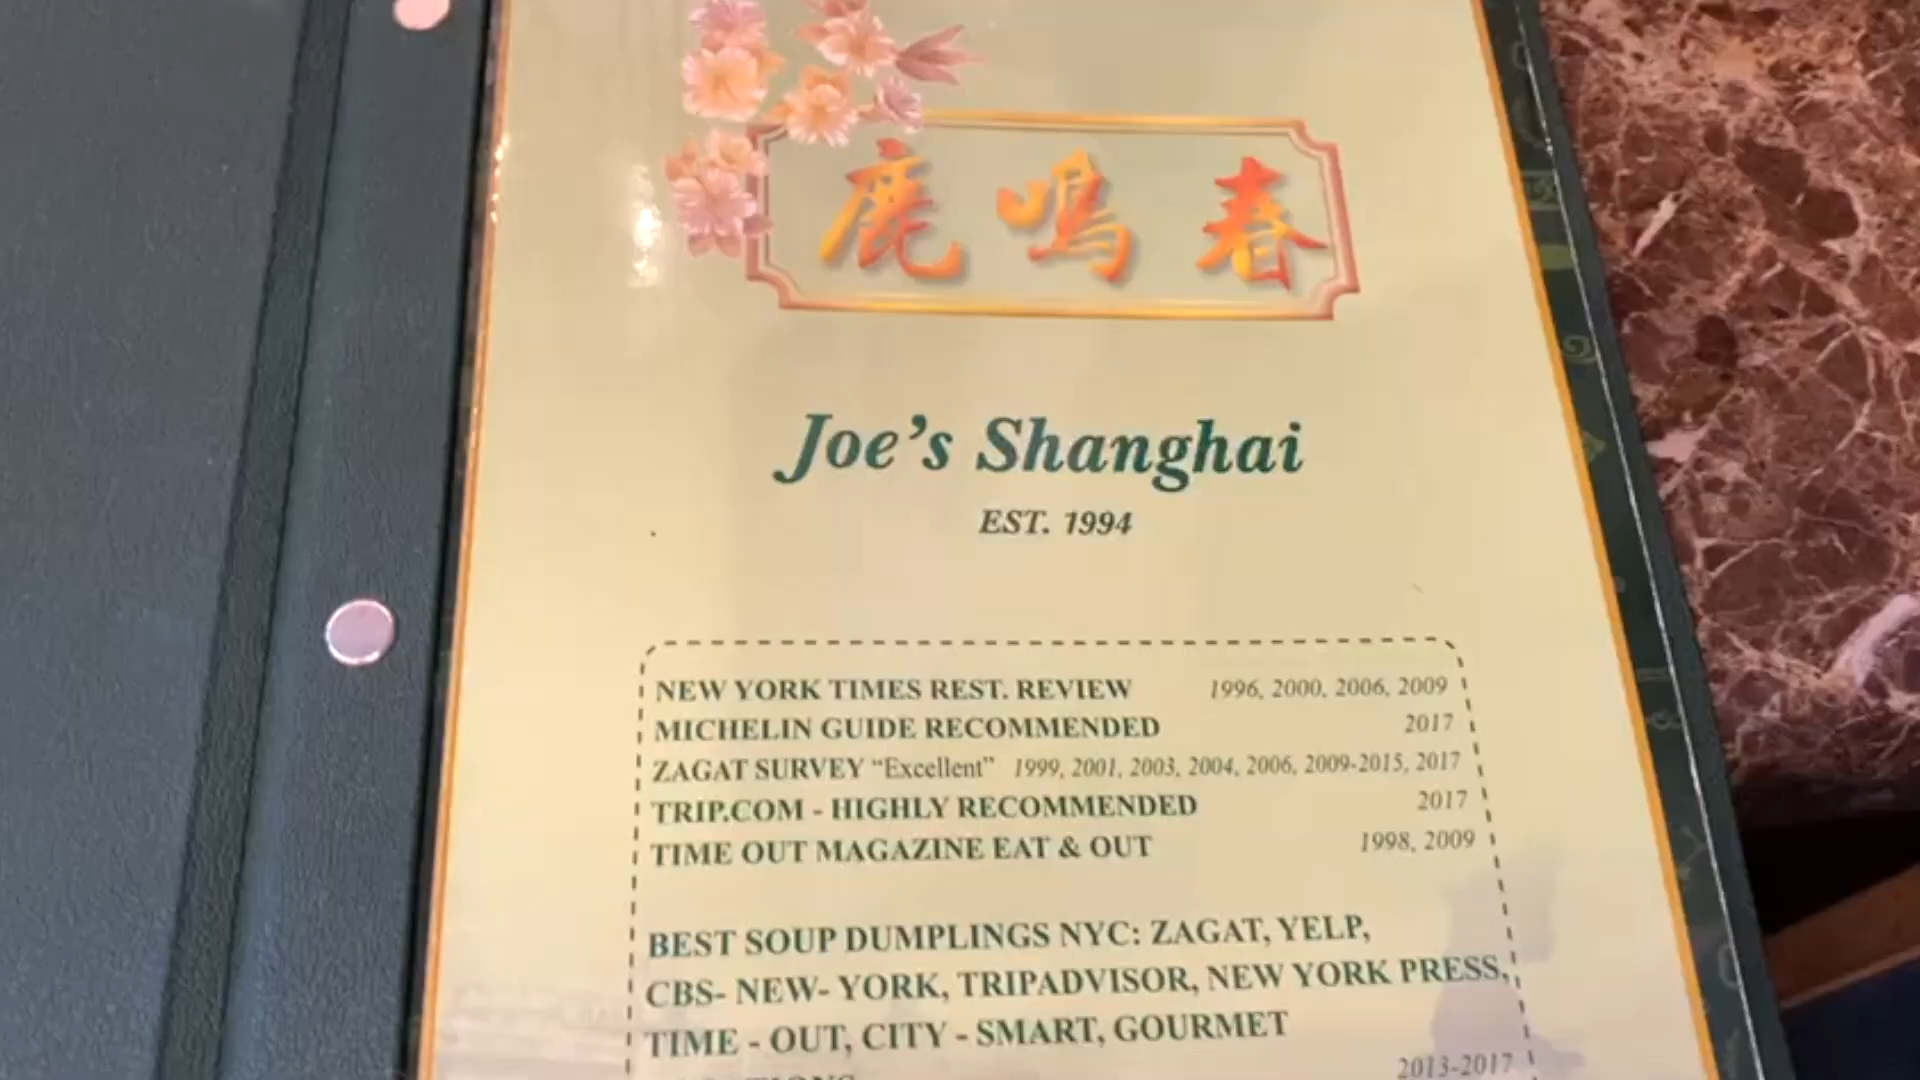 鹿鳴春
Joe's Shanghai
EST. 1994
NEW YORK TIMES REST. REVIEW 1996, 2000, 2006, 2009
MICHELIN GUIDE RECOMMENDED 2017
ZAGAT SURVEY “Excellent” 1999, 2001, 2003, 2004, 2006, 2009-2015, 2017
TRIP.COM - HIGHLY RECOMMENDED 2017
TIME OUT MAGAZINE EAT & OUT 1998, 2009
BEST SOUP DUMPLINGS NYC: ZAGAT, YELP,
CBS- NEW- YORK, TRIPADVISOR, NEW YORK PRESS,
TIME - OUT, CITY - SMART, GOURMET
2013-2017